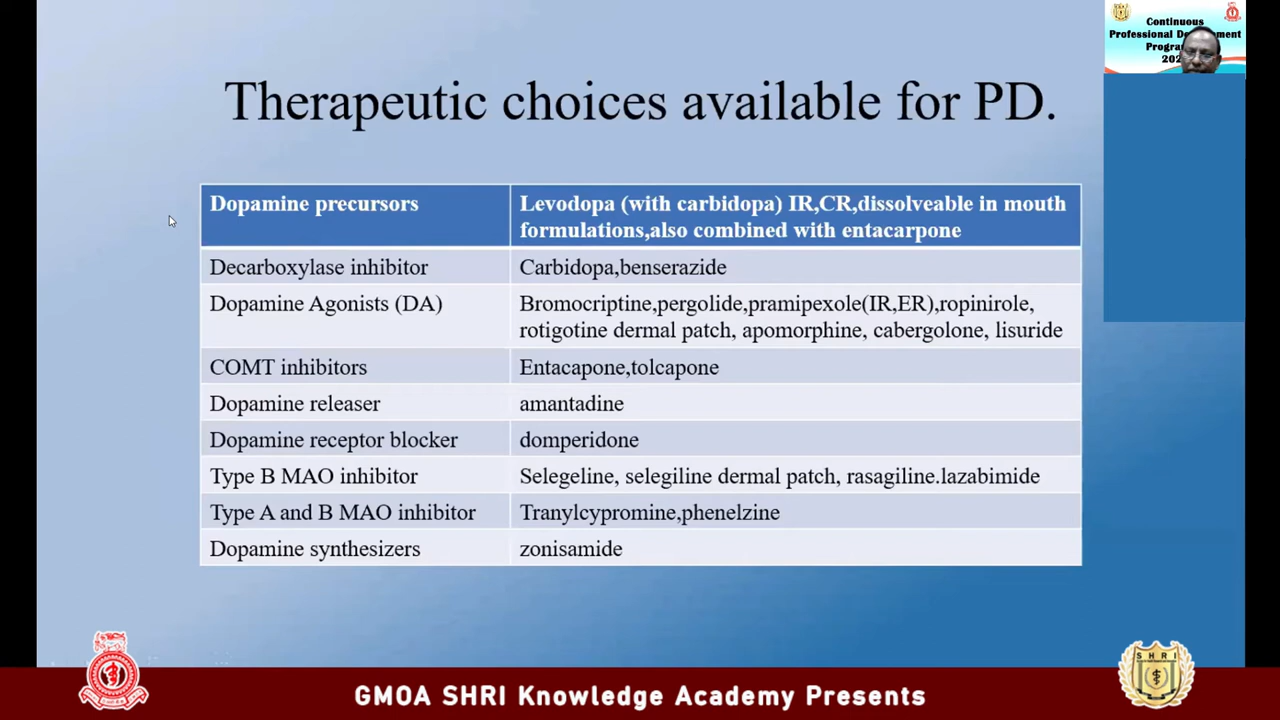 Continuous
Professional De ment
Progra
202
Therapeutic choices available for PD.
Dopamine precursors
Levodopa (with carbidopa) IR,CR,dissolveable in mouth
formulations,also combined with entacarpone
Decarboxylase inhibitor
Carbidopa,benserazide
Dopamine Agonists (DA)
Bromocriptine,pergolide,pramipexole(IR,ER),ropinirole,
rotigotine dermal patch, apomorphine, cabergolone, lisuride
COMT inhibitors
Entacapone,tolcapone
Dopamine releaser
amantadine
Dopamine receptor blocker
domperidone
Type B MAO inhibitor
Selegeline, selegiline dermal patch, rasagiline.lazabimide
Type A and B MAO inhibitor
Tranylcypromine,phenelzine
Dopamine synthesizers
zonisamide
SHRI
GMOA SHRI Knowledge Academy Presents